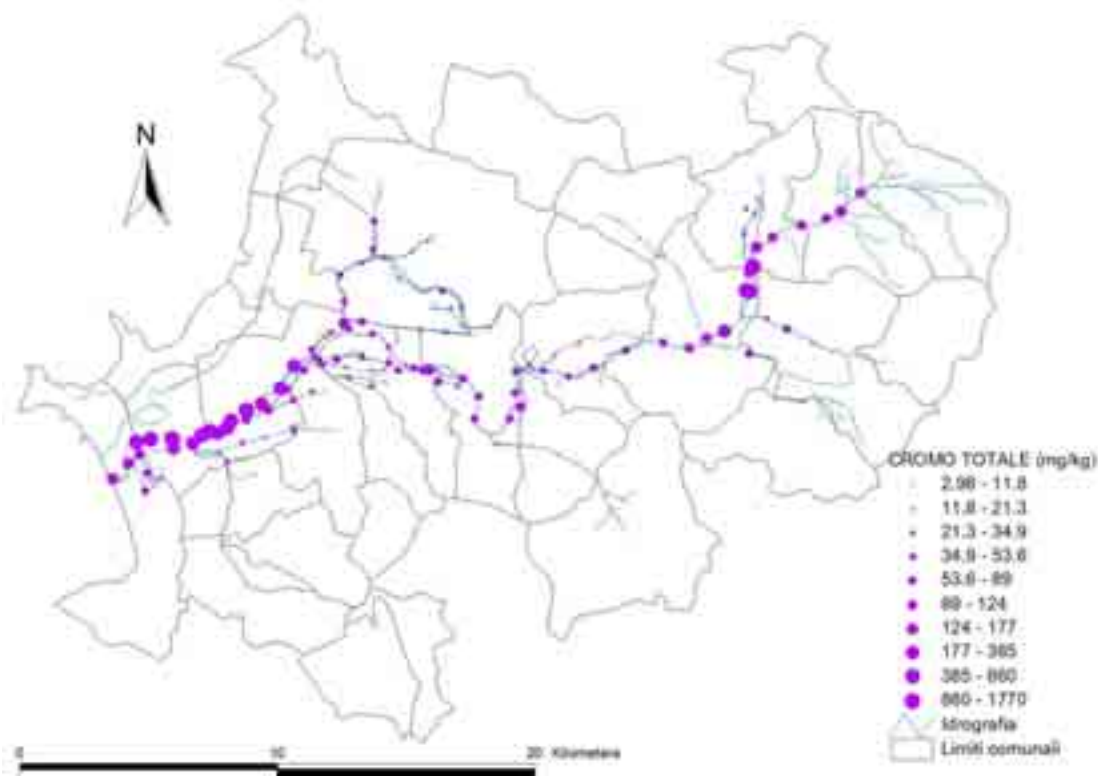 N
CROMO TOTALE (mg/kg)
2.98 - 11.8
11.8 - 21.3
21.3 - 34.9
34.9 - 53.6
53.6 - 89
89 - 124
124 - 177
177 - 385
385 - 860
860 - 1770
Idrografia
Limiti comunali
0 10 20 Kilometers